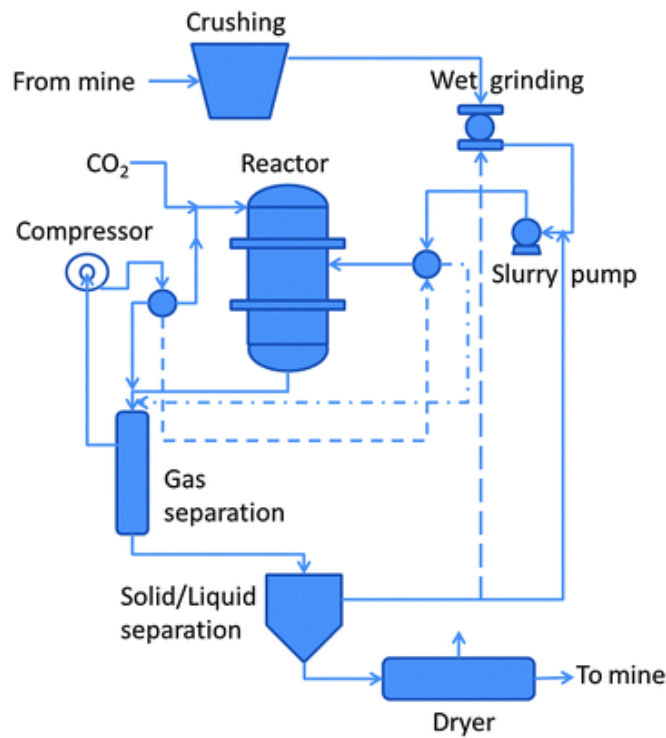 Crushing
From mine
Wet grinding
CO₂
Reactor
Compressor
Slurry pump
Gas
separation
Solid/Liquid
separation
To mine
Dryer